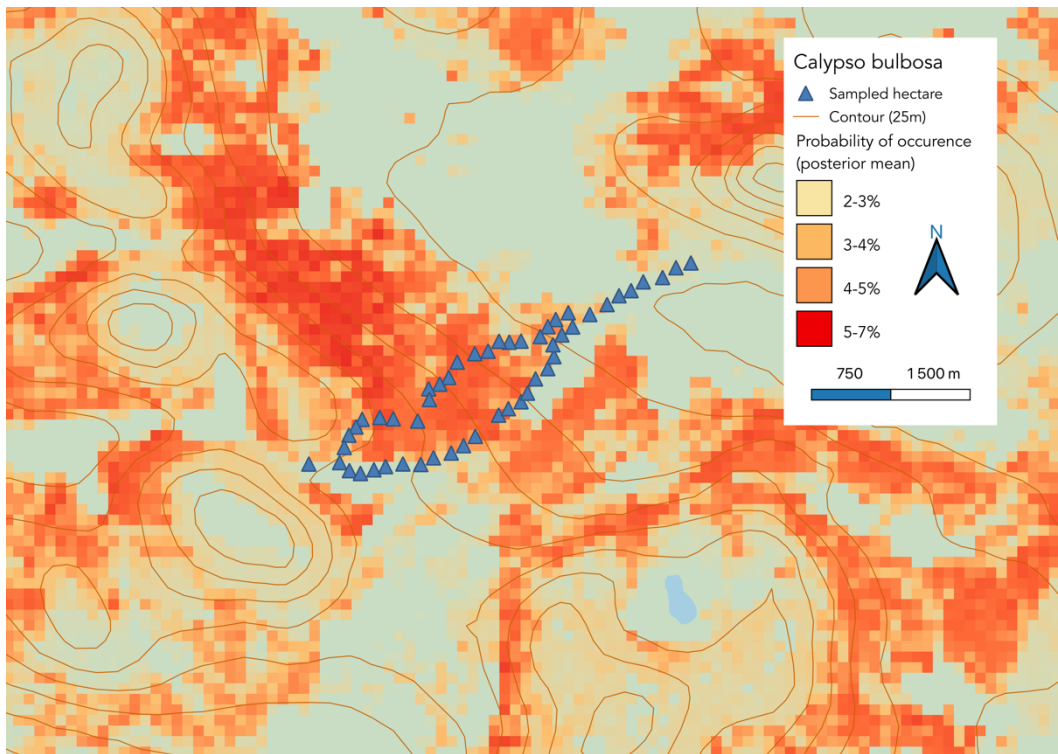 Calypso bulbosa
Sampled hectare
Contour (25m)
Probability of occurence
(posterior mean)
2-3%
3-4%
4-5%
5-7%
N
750 1 500 m